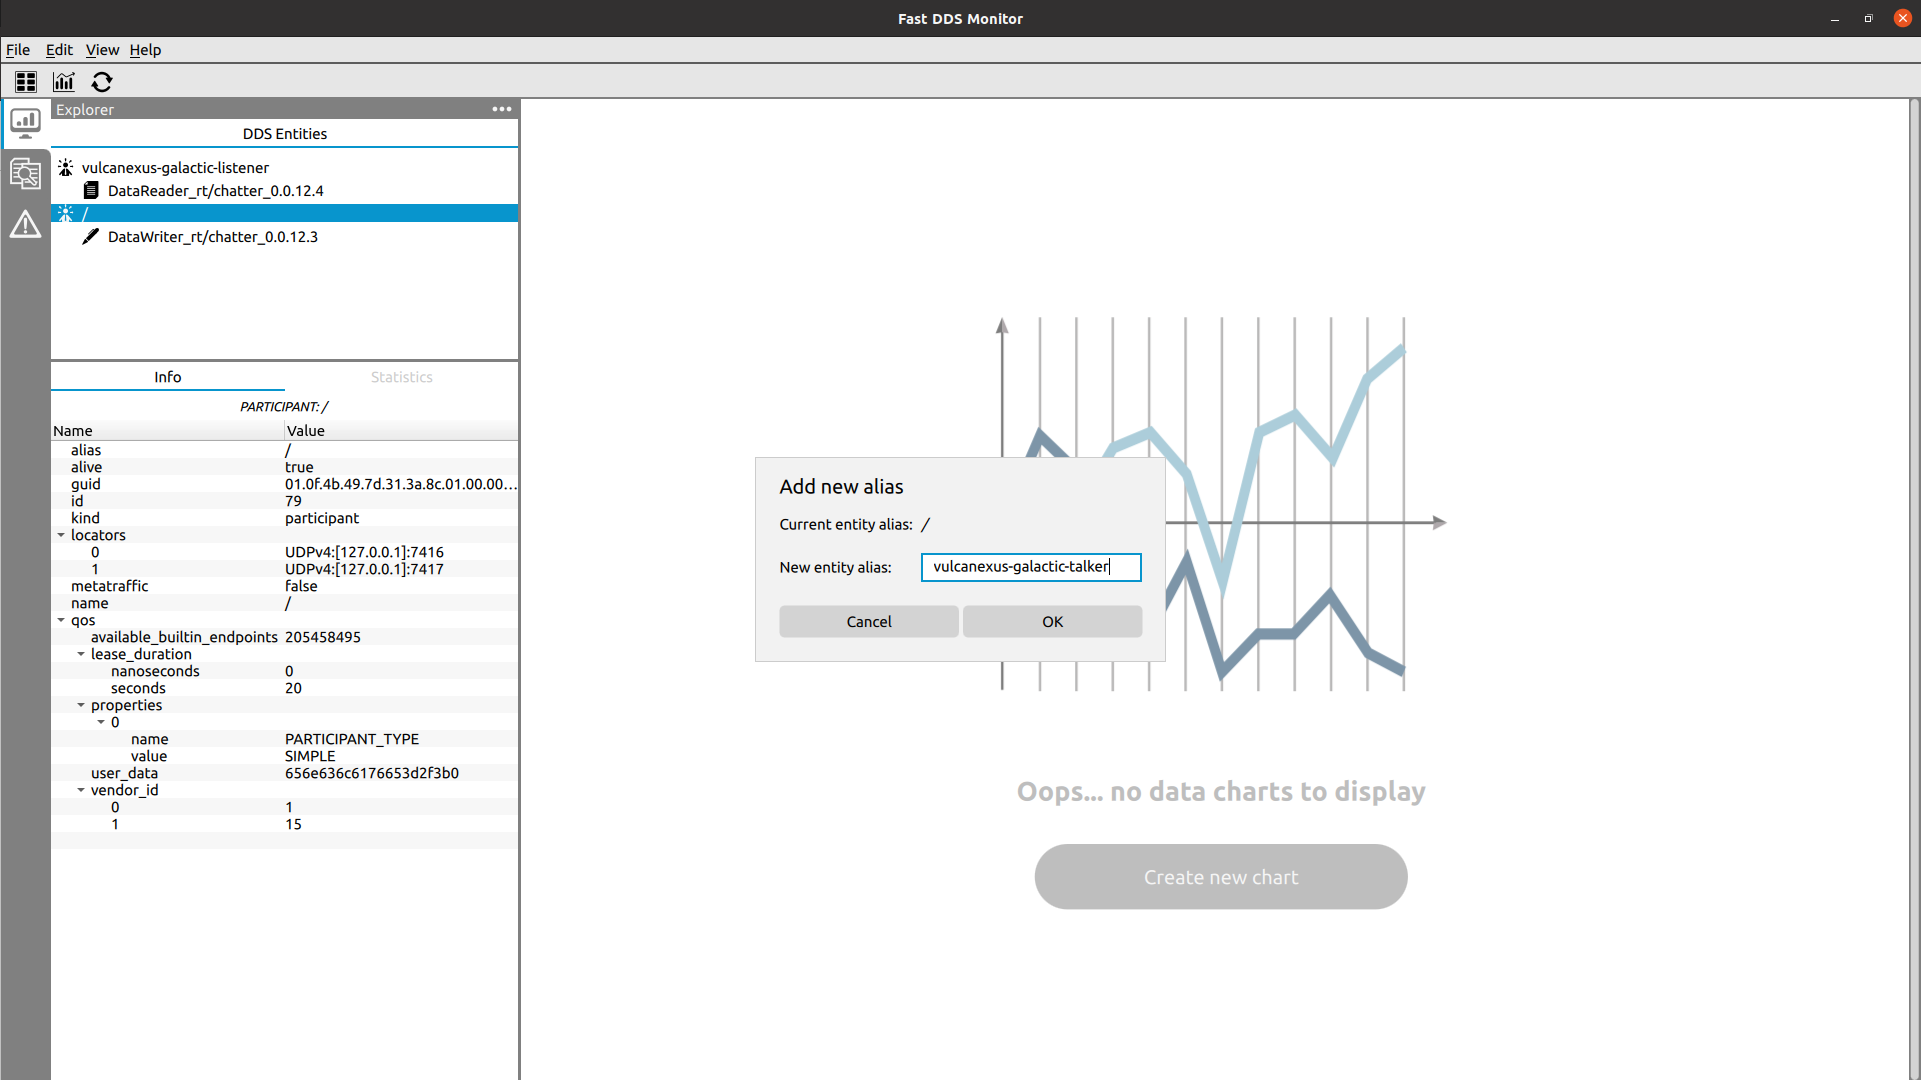 Fast DDS Monitor
File Edit View Help
Explorer
DDS Entities
vulcanexus-galactic-listener
DataReader_rt/chatter_0.0.12.4
/
DataWriter_rt/chatter_0.0.12.3
Info Statistics
PARTICIPANT: /
Name Value
alias /
alive true
guid 01.0f.4b.49.7d.31.3a.8c.01.00.00...
id 79
kind participant
locators
0 UDPv4:[127.0.0.1]:7416
1 UDPv4:[127.0.0.1]:7417
metatraffic false
name /
qos
available_builtin_endpoints 205458495
lease_duration
nanoseconds 0
seconds 20
properties
0
name PARTICIPANT_TYPE
value SIMPLE
user_data 656e636c6176653d2f3b0
vendor_id
0 1
1 15
Add new alias
Current entity alias: /
New entity alias: vulcanexus-galactic-talker
Cancel OK
Oops... no data charts to display
Create new chart